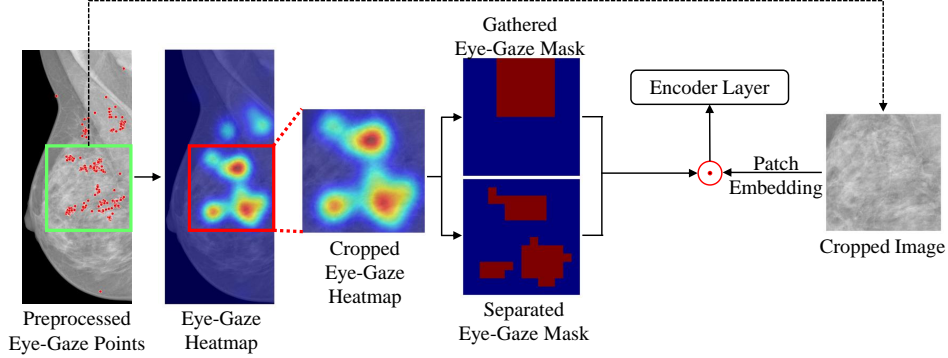 Gathered
Eye-Gaze Mask
Encoder Layer
Patch
Embedding
Cropped
Eye-Gaze
Heatmap
Cropped Image
Preprocessed
Eye-Gaze Points
Eye-Gaze
Heatmap
Separated
Eye-Gaze Mask